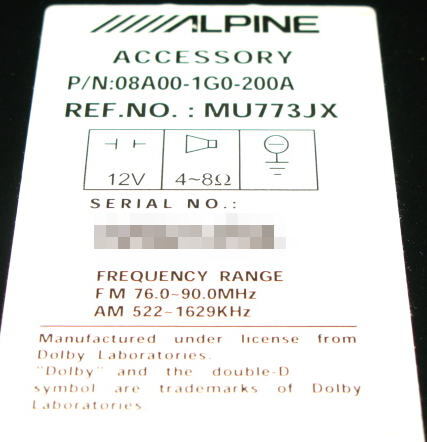 ALPINE
ACCESSORY
P/N:08A00-1G0-200A
REF.NO. : MU773JX
12V 4~8Ω
SERIAL NO.:
FREQUENCY RANGE
FM 76.0~90.0MHz
AM 522~1629KHz
Manufactured under license from
Dolby Laboratories.
"Dolby" and the double-D
symbol are trademarks of Dolby
Laboratories.